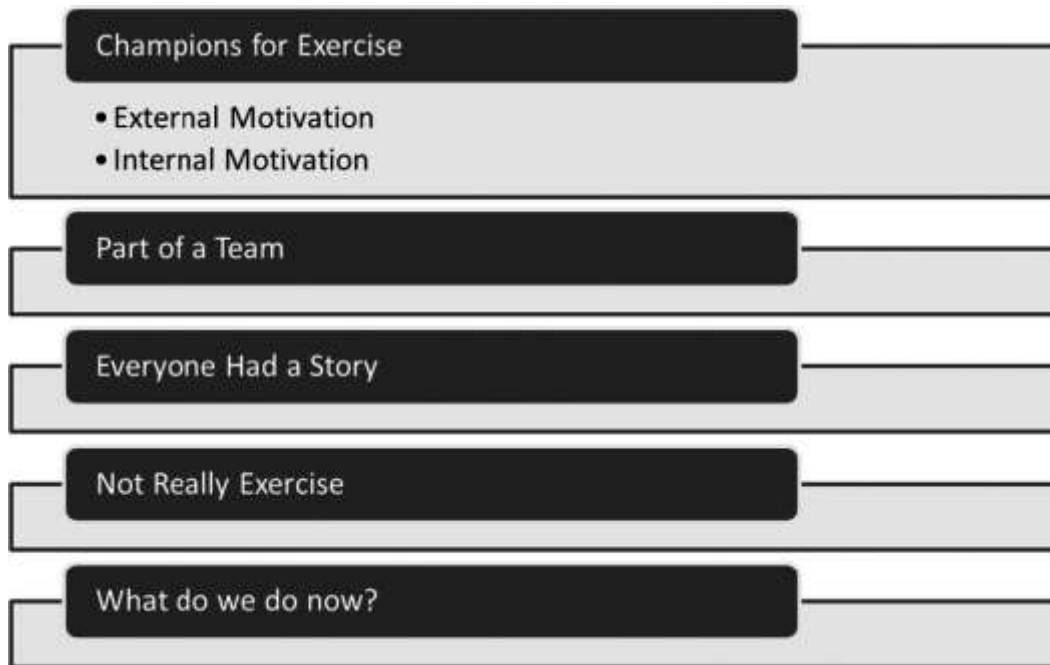 Champions for Exercise
• External Motivation
• Internal Motivation
Part of a Team
Everyone Had a Story
Not Really Exercise
What do we do now?